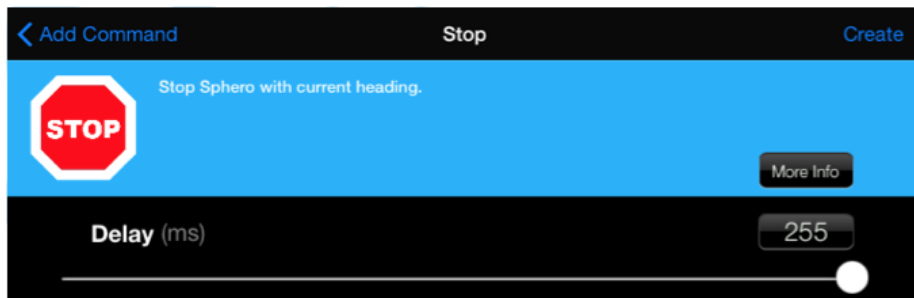 Add Command
Stop
Create
Stop Sphero with current heading.
STOP
More Info
Delay (ms)
255